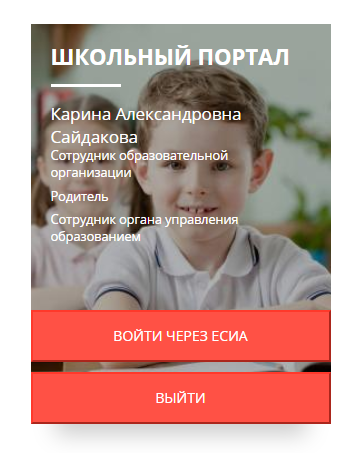 ШКОЛЬНЫЙ ПОРТАЛ
Карина Александровна
Сайдакова
Сотрудник образовательной
организации
Родитель
Сотрудник органа управления
образованием
ВОЙТИ ЧЕРЕЗ ЕСИА
ВЫЙТИ